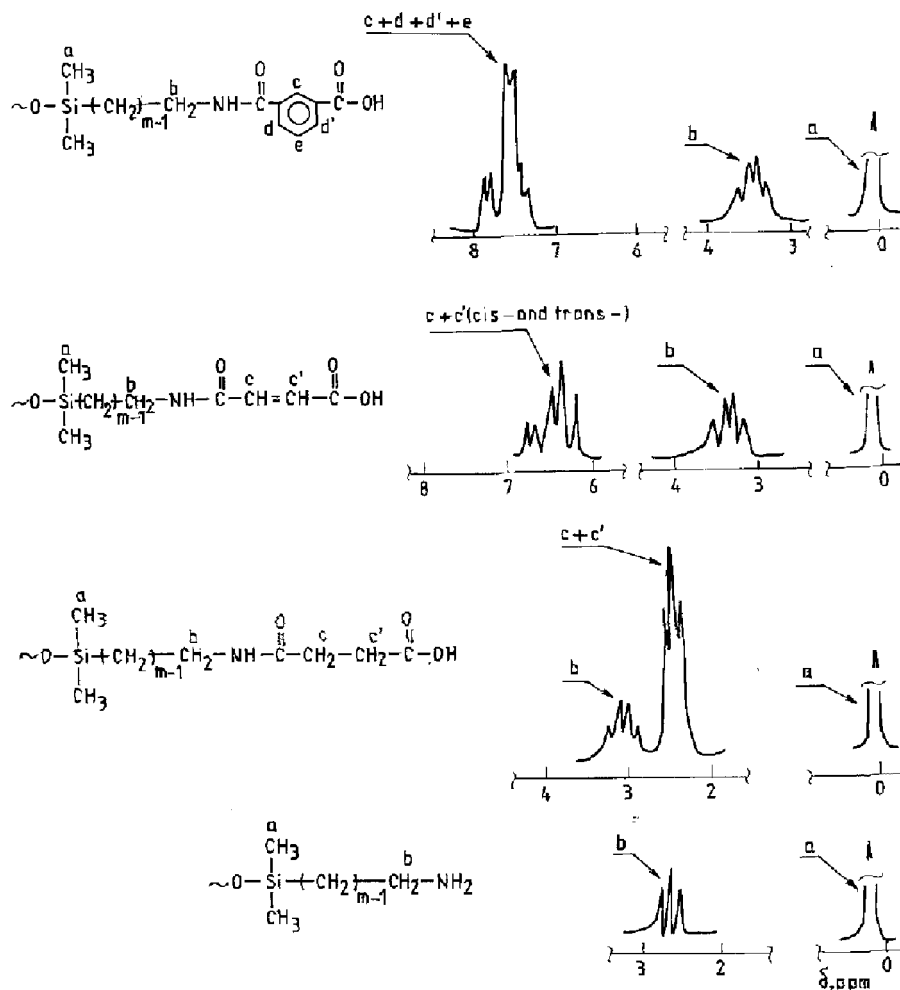 c + d + d' + e
a
CH3
b
~O—Si—(CH2)m-1—CH2—NH—C(=O)—
O
c
d
e
d'
O
C—OH
CH3
b
a
4 3
0
8 7 6
c + c' (cis – and trans –)
a
CH3
b
~O—Si—(CH2)m-1—CH2—NH—C—CH=CH—C—OH
O
c
c'
O
CH3
b
a
8 7 6
4 3
0
c + c'
a
CH3
b
~O—Si—(CH2)m-1—CH2—NH—C—CH2—CH2—C—OH
O
c
c'
O
CH3
b
a
4 3 2
0
a
CH3
b
~O—Si—(CH2)m-1—CH2—NH2
CH3
b
a
3 2
0
δ, ppm